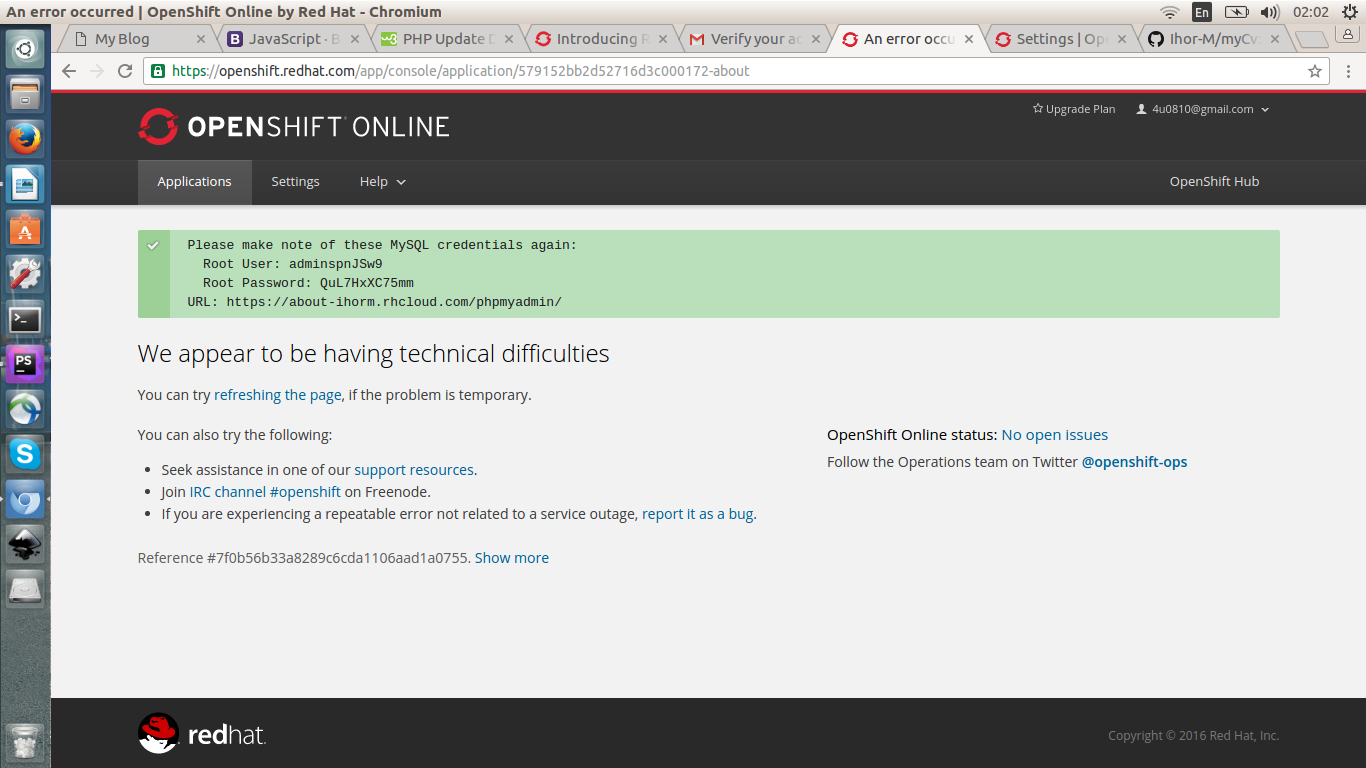 An error occurred | OpenShift Online by Red Hat - Chromium
En
02:02
My Blog
JavaScript · B
PHP Update D
Introducing R
Verify your ac
An error occu
Settings | Ope
Ihor-M/myCv
https://openshift.redhat.com/app/console/application/579152bb2d52716d3c000172-about
OPENSHIFT ONLINE
Upgrade Plan
4u0810@gmail.com
Applications
Settings
Help
OpenShift Hub
Please make note of these MySQL credentials again:
Root User: adminspnJSw9
Root Password: QuL7HxXC75mm
URL: https://about-ihorm.rhcloud.com/phpmyadmin/
We appear to be having technical difficulties
You can try refreshing the page, if the problem is temporary.
You can also try the following:
Seek assistance in one of our support resources.
Join IRC channel #openshift on Freenode.
If you are experiencing a repeatable error not related to a service outage, report it as a bug.
OpenShift Online status: No open issues
Follow the Operations team on Twitter @openshift-ops
Reference #7f0b56b33a8289c6cda1106aad1a0755. Show more
redhat.
Copyright © 2016 Red Hat, Inc.